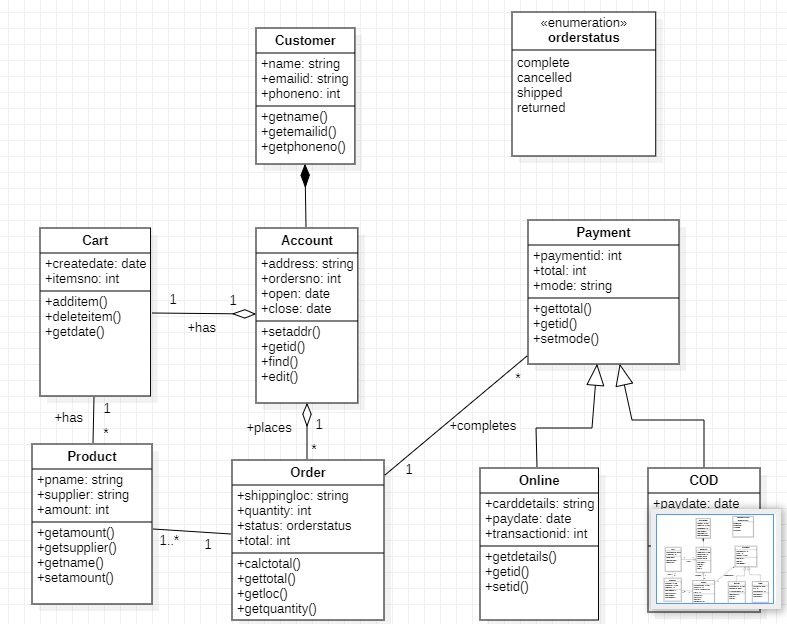 Customer
+name: string
+emailid: string
+phoneno: int
+getname()
+getemailid()
+getphoneno()
«enumeration»
orderstatus
complete
cancelled
shipped
returned
Cart
+createdate: date
+itemsno: int
+additem()
+deleteitem()
+getdate()
1
1
+has
Account
+address: string
+ordersno: int
+open: date
+close: date
+setaddr()
+getid()
+find()
+edit()
Payment
+paymentid: int
+total: int
+mode: string
+gettotal()
+getid()
+setmode()
+has
1
*
+places
1
*
*
+completes
1
Product
+pname: string
+supplier: string
+amount: int
+getamount()
+getsupplier()
+getname()
+setamount()
1..*
1
Order
+shippingloc: string
+quantity: int
+status: orderstatus
+total: int
+calctotal()
+gettotal()
+getloc()
+getquantity()
Online
+carddetails: string
+paydate: date
+transactionid: int
+getdetails()
+getid()
+setid()
COD
+paydate: date